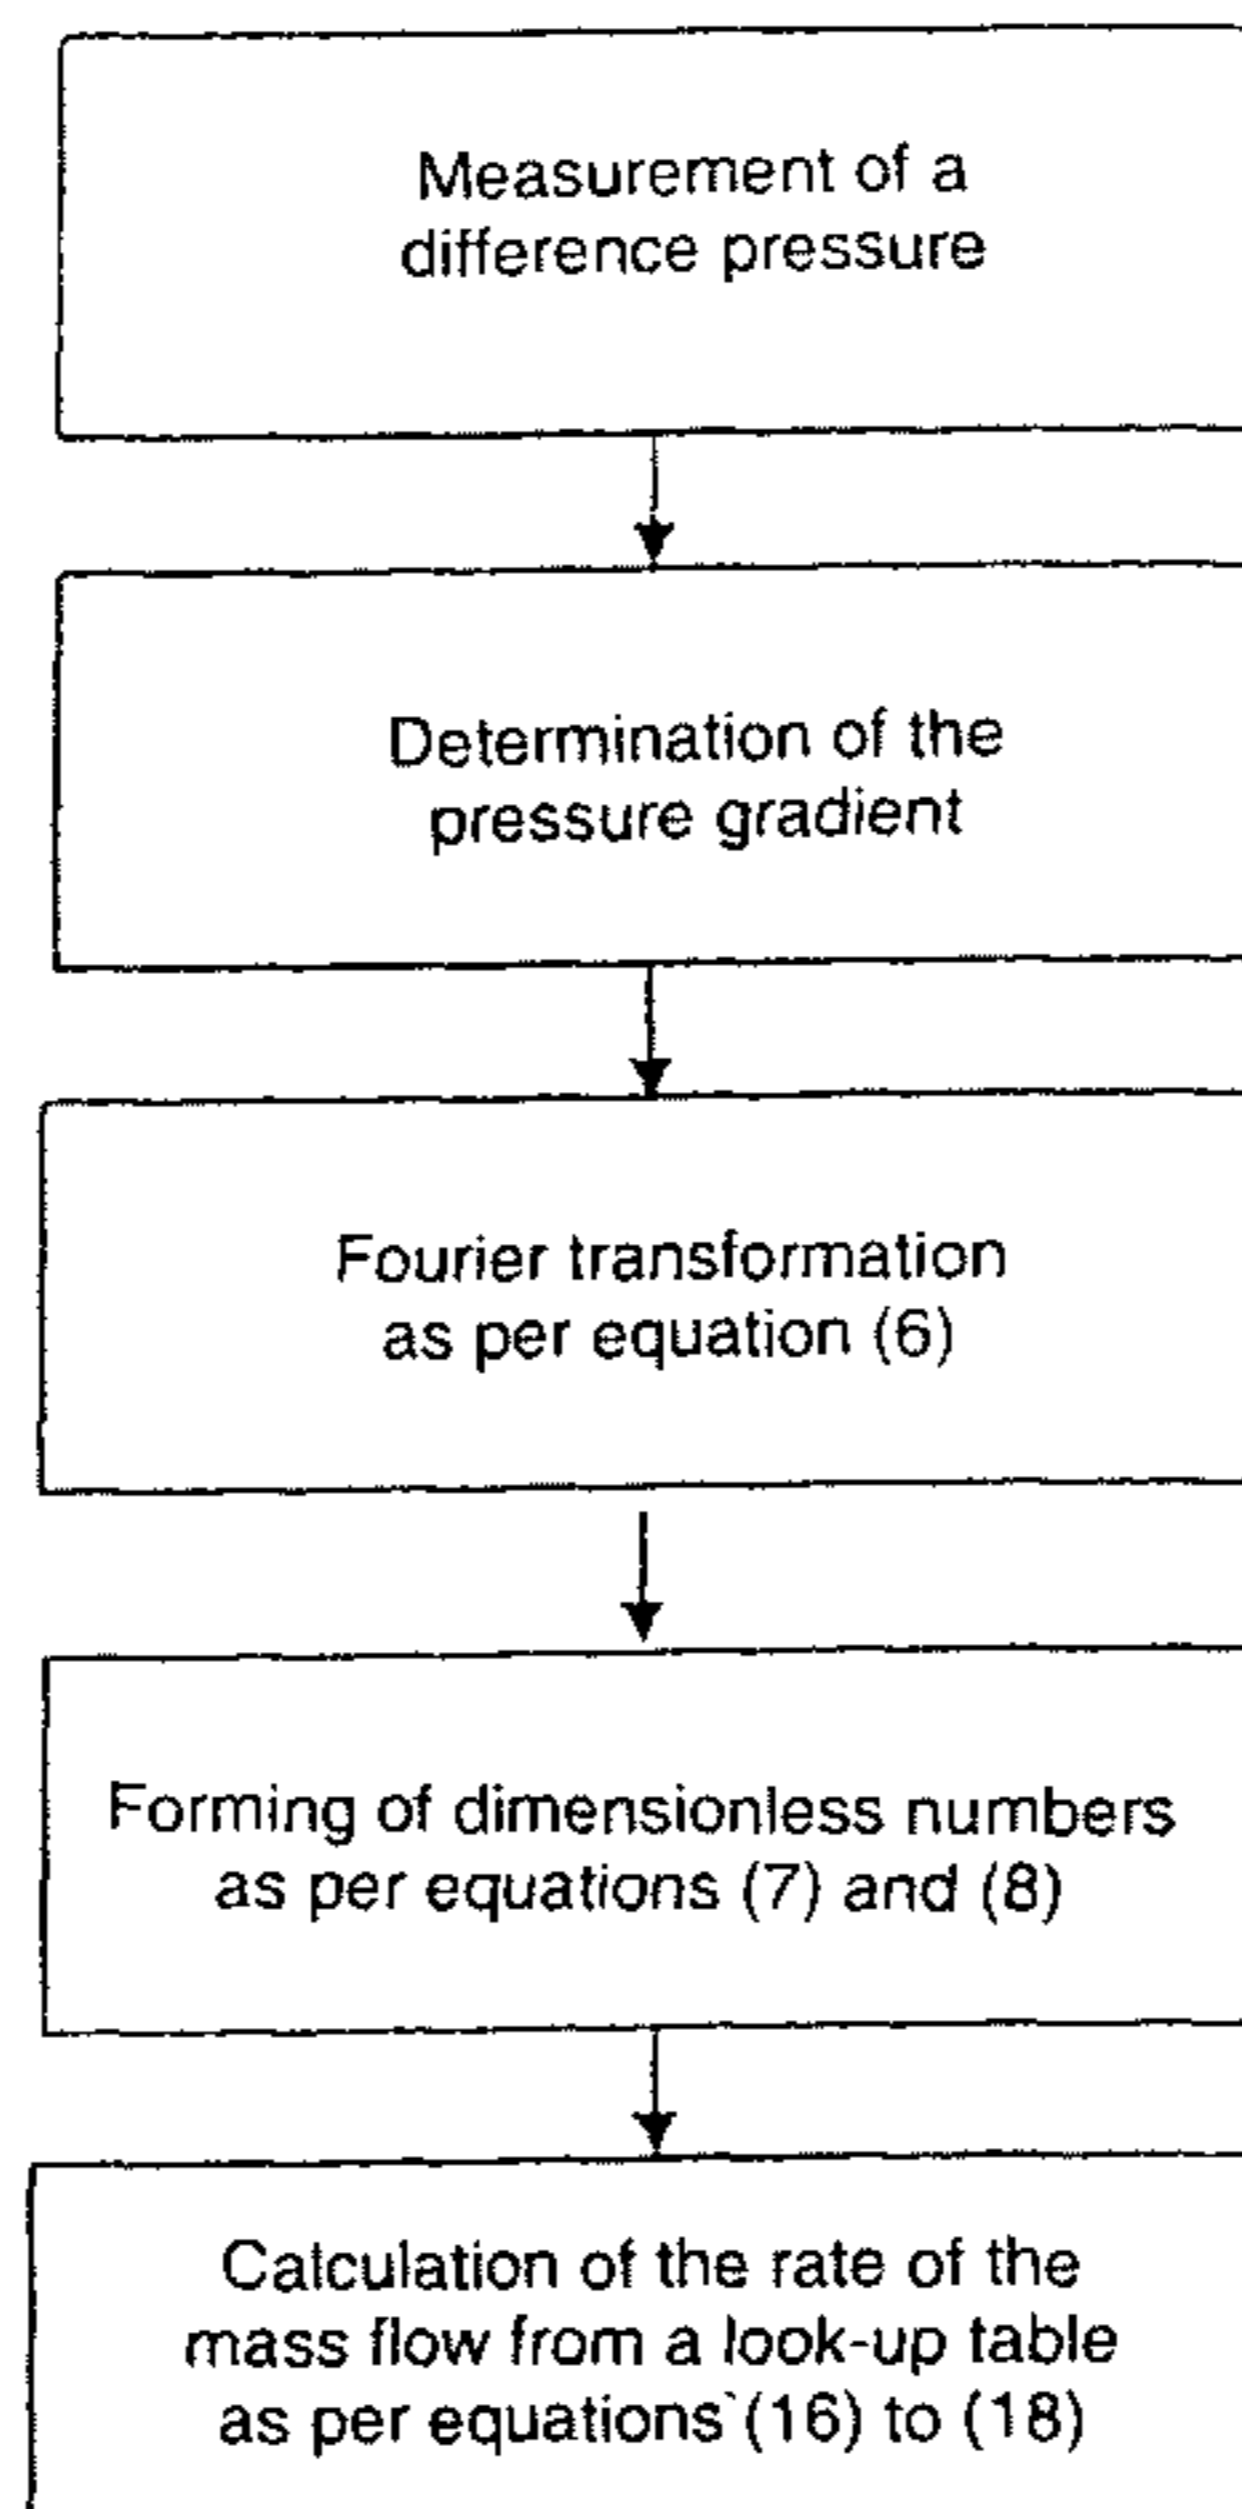 Measurement of a
difference pressure
Determination of the
pressure gradient
Fourier transformation
as per equation (6)
Forming of dimensionless numbers
as per equations (7) and (8)
Calculation of the rate of the
mass flow from a look-up table
as per equations (16) to (18)